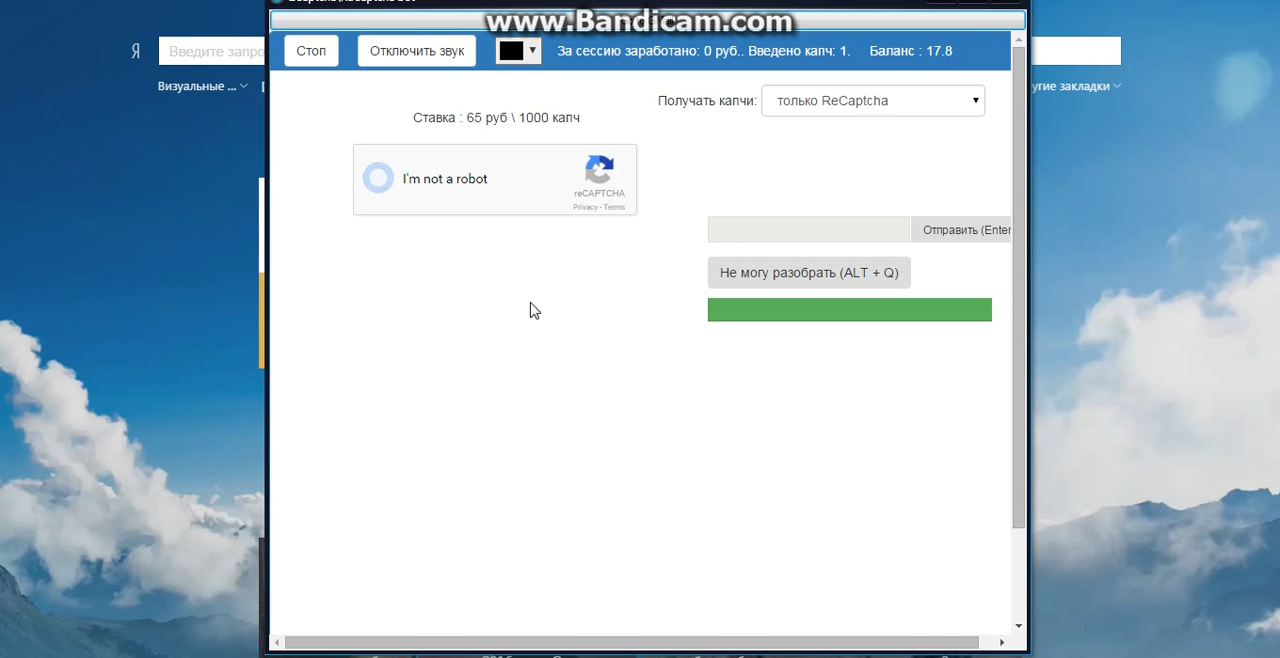 www.Bandicam.com
Я
Введите запро
Визуальные ...
угие закладки
Стоп
Отключить звук
За сессию заработано: 0 руб.. Введено капч: 1.
Баланс : 17.8
Получать капчи:
только ReCaptcha
Ставка : 65 руб \ 1000 капч
I'm not a robot
reCAPTCHA
Privacy - Terms
Отправить (Enter
Не могу разобрать (ALT + Q)